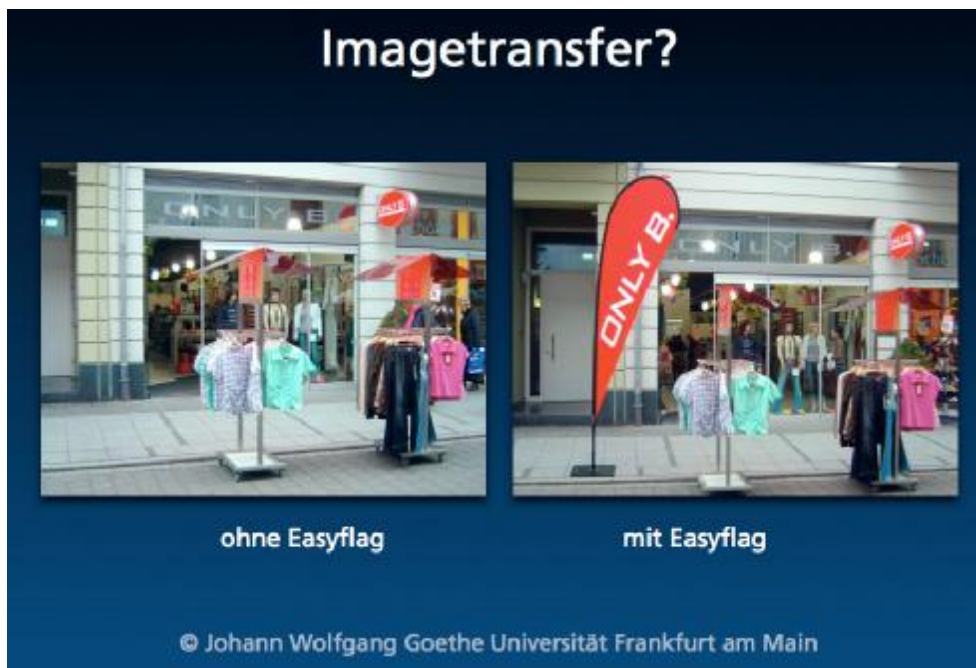 Imagetransfer?
ONLY B.
ONLY B.
ONLY B.
ohne Easyflag
mit Easyflag
© Johann Wolfgang Goethe Universität Frankfurt am Main